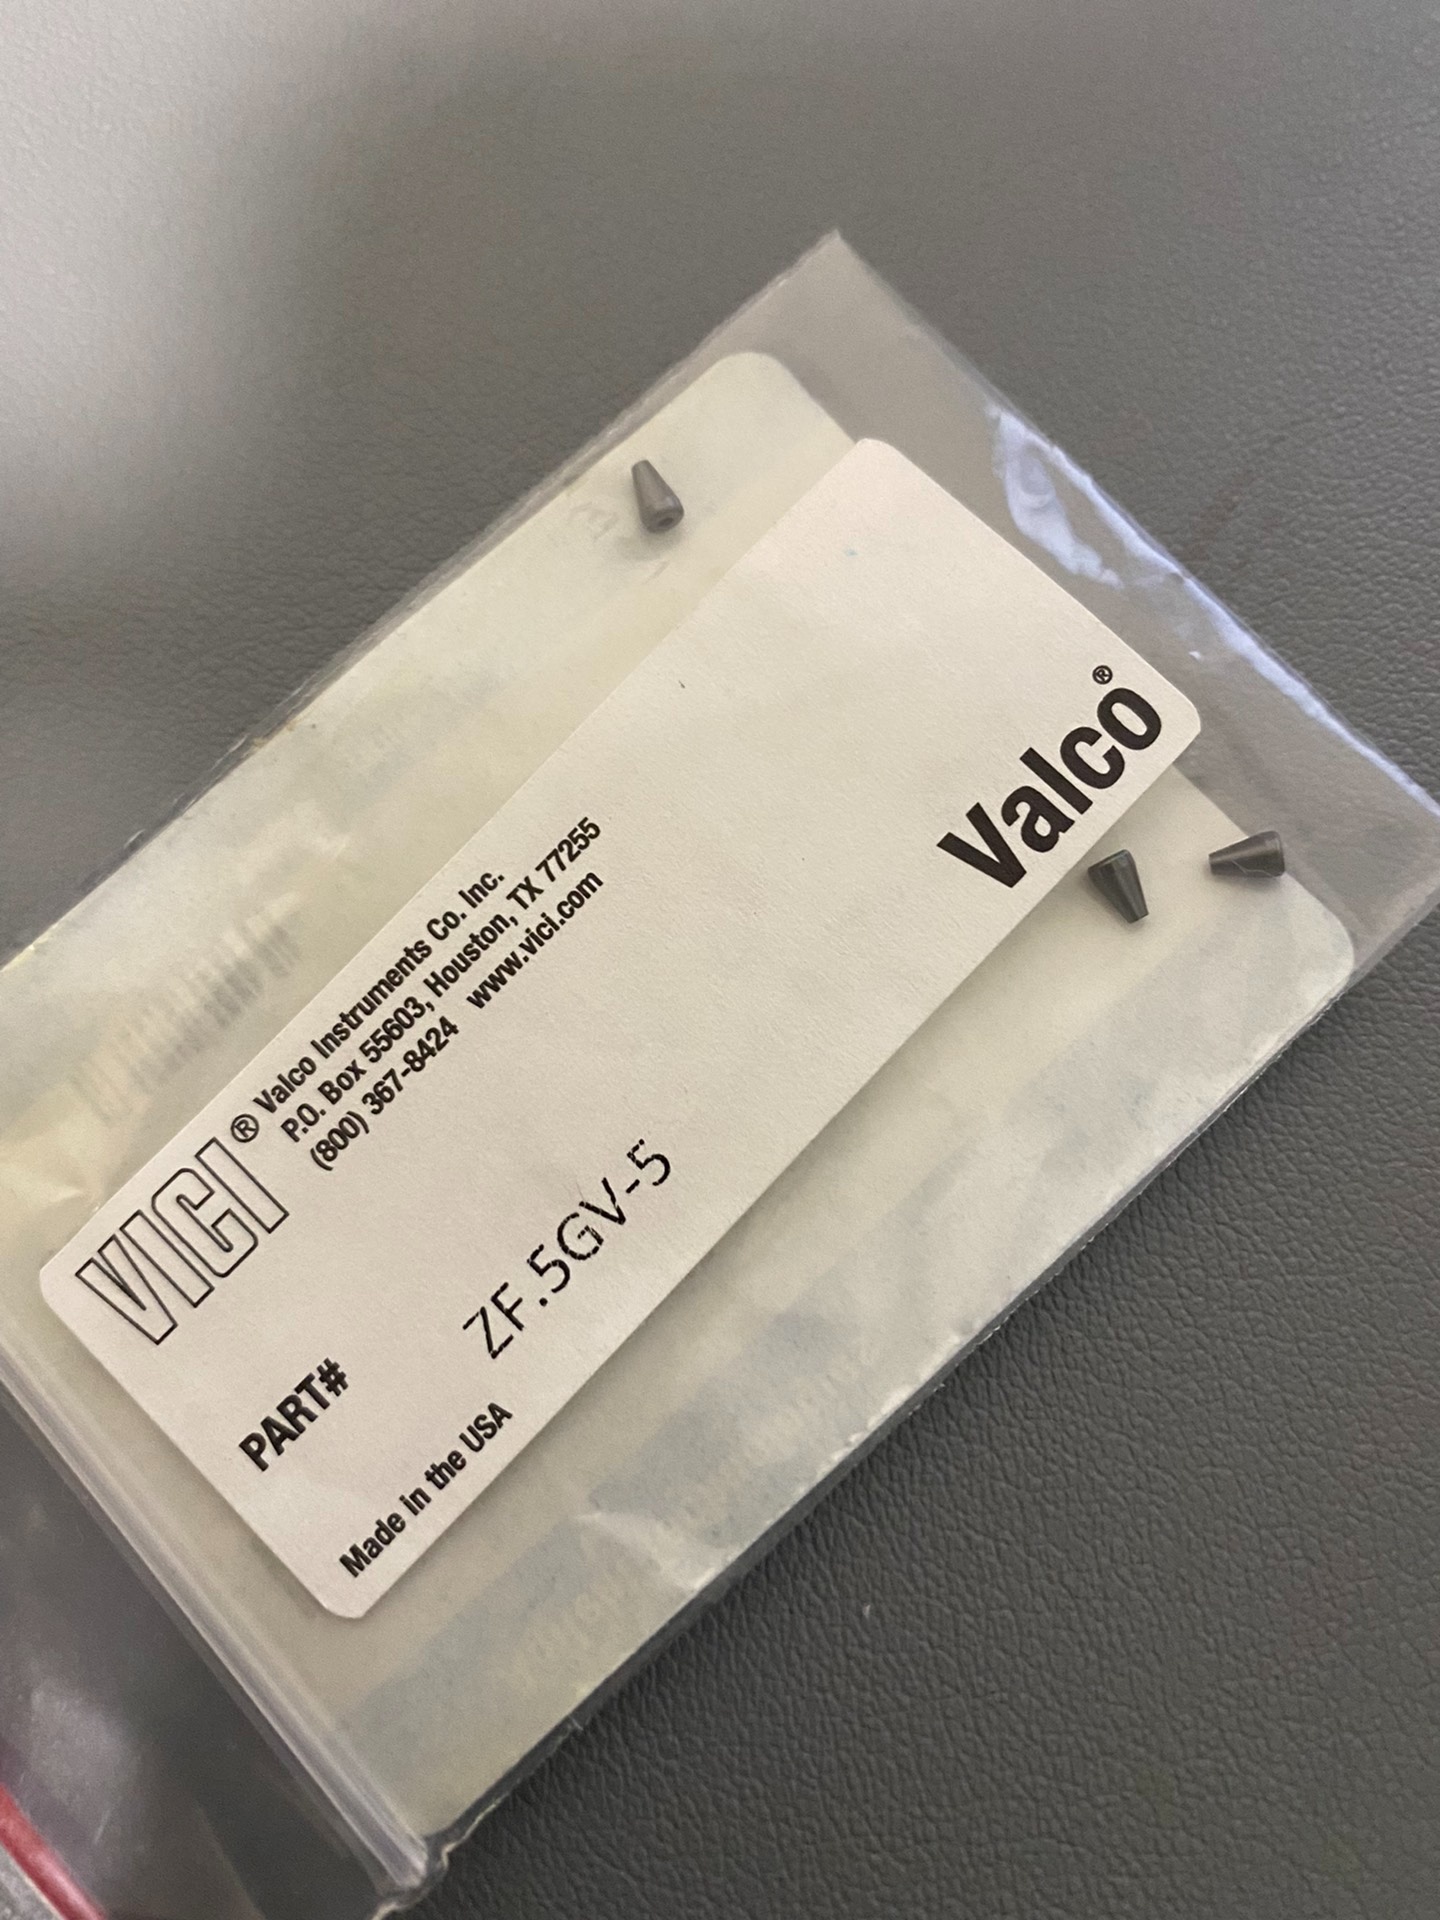 VICI® Valco Instruments Co. Inc.
P.O. Box 55603, Houston, TX 77255
(800) 367-8424 www.vici.com
PART#
ZF.5GV-5
Made in the USA
Valco®